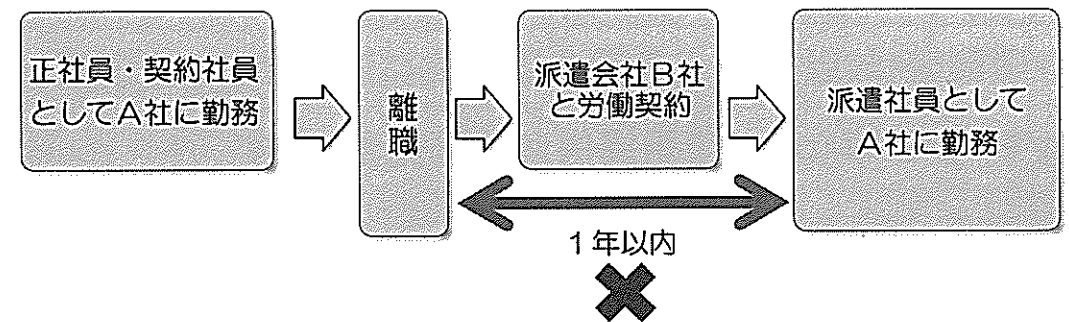 正社員・契約社員
としてA社に勤務
離
職
派遣会社B社
と労働契約
派遣社員として
A社に勤務
1年以内